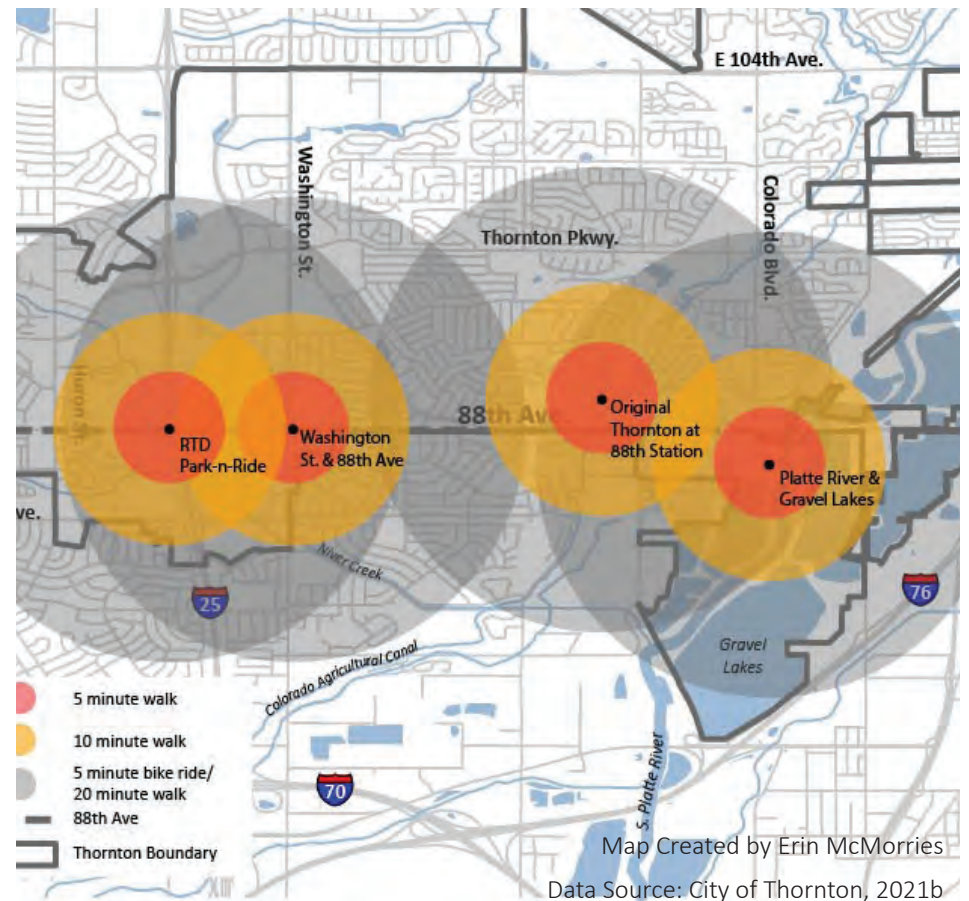 E 104th Ave.
Washington St.
Colorado Blvd.
Thornton Pkwy.
Huron St.
88th Ave.
RTD
Park-n-Ride
Washington
St. & 88th Ave
Original
Thornton at
88th Station
Platte River &
Gravel Lakes
ve.
Niver Creek
25
76
Gravel
Lakes
Colorado Agricultural Canal
S. Platte River
70
5 minute walk
10 minute walk
5 minute bike ride/
20 minute walk
88th Ave
Thornton Boundary
Map Created by Erin McMorries
Data Source: City of Thornton, 2021b